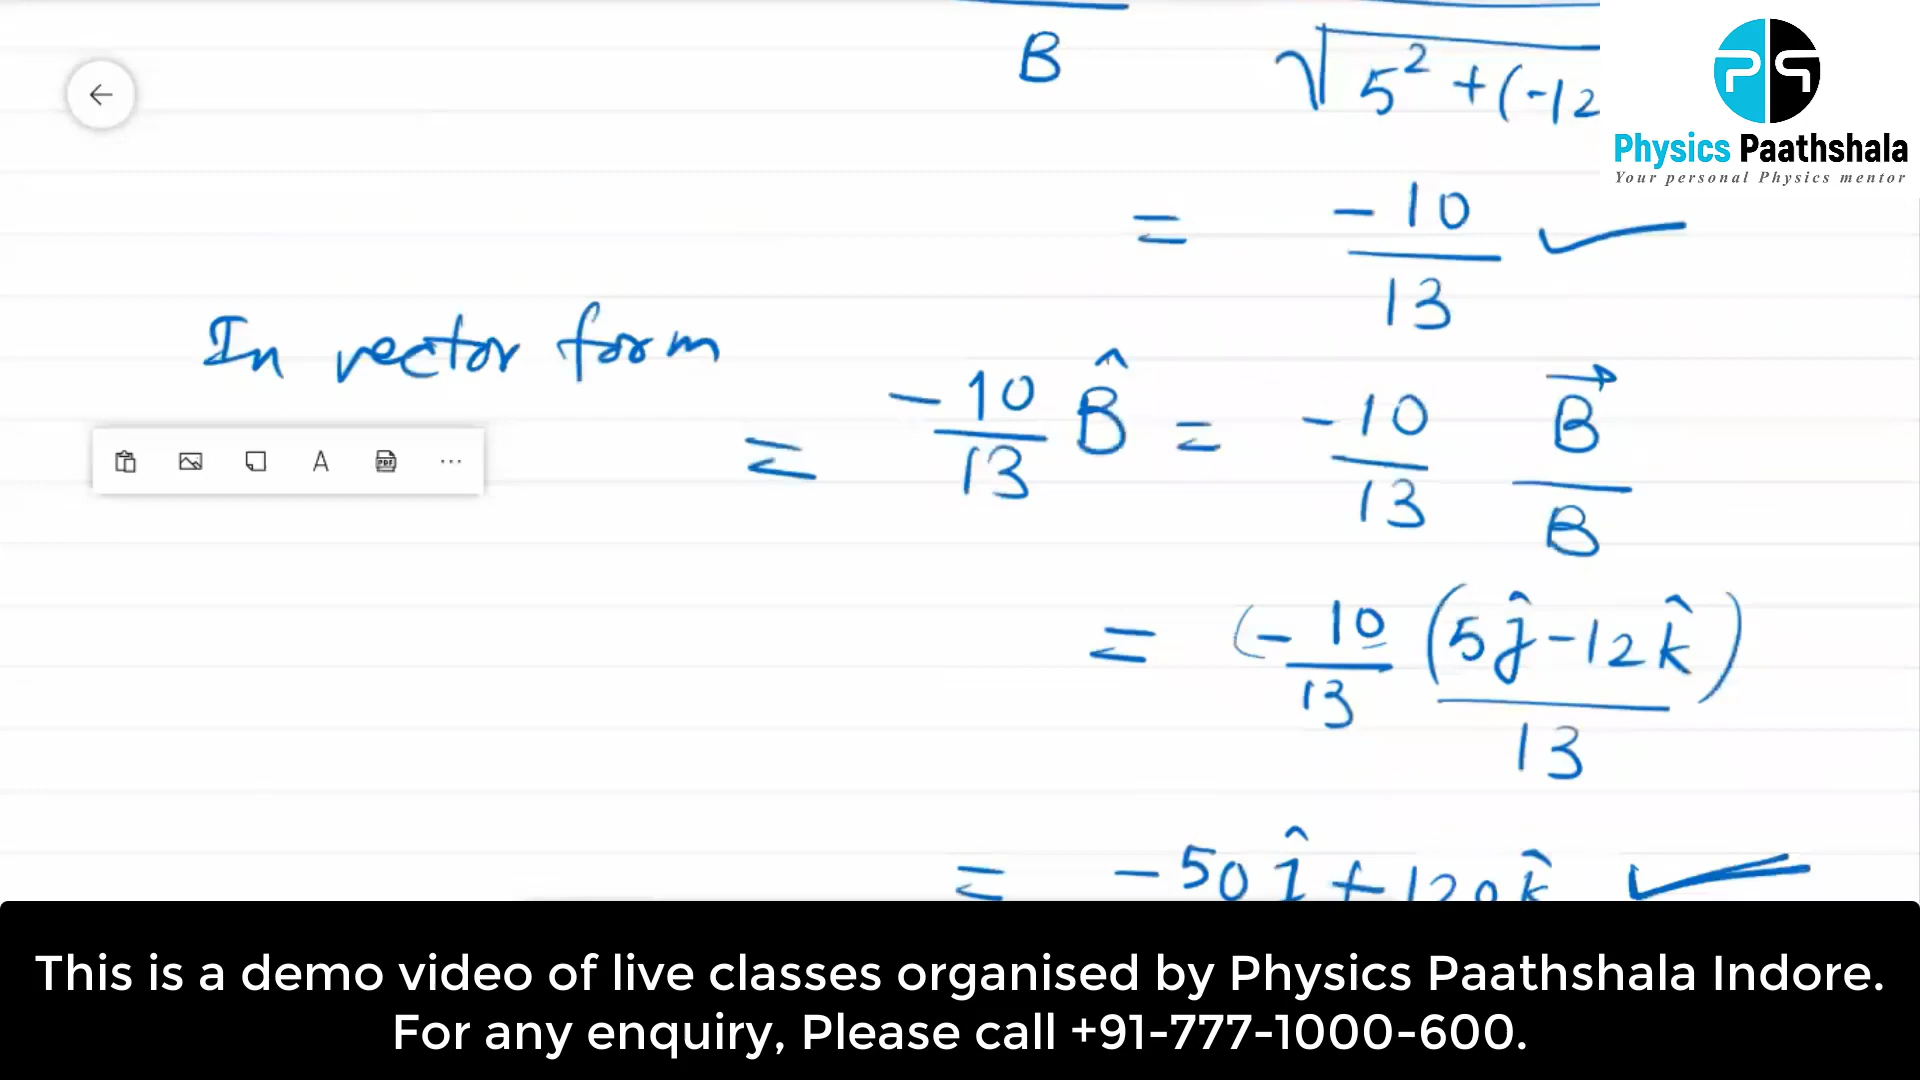 B √5² + (-12
Physics Paathshala
Your personal Physics mentor
= -10/13
In vector form
= -10/13 B̂ = -10/13 B⃗/B
= (-10/13 (5ĵ-12k̂)/13)
= -50 î + 120 k̂
This is a demo video of live classes organised by Physics Paathshala Indore.
For any enquiry, Please call +91-777-1000-600.